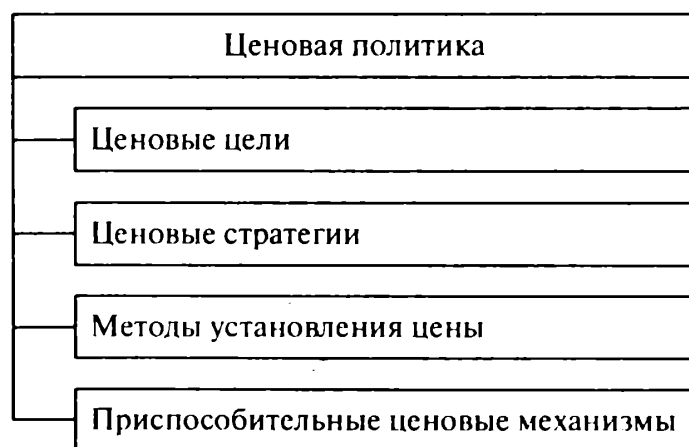 Ценовая политика
Ценовые цели
Ценовые стратегии
Методы установления цены
Приспособительные ценовые механизмы